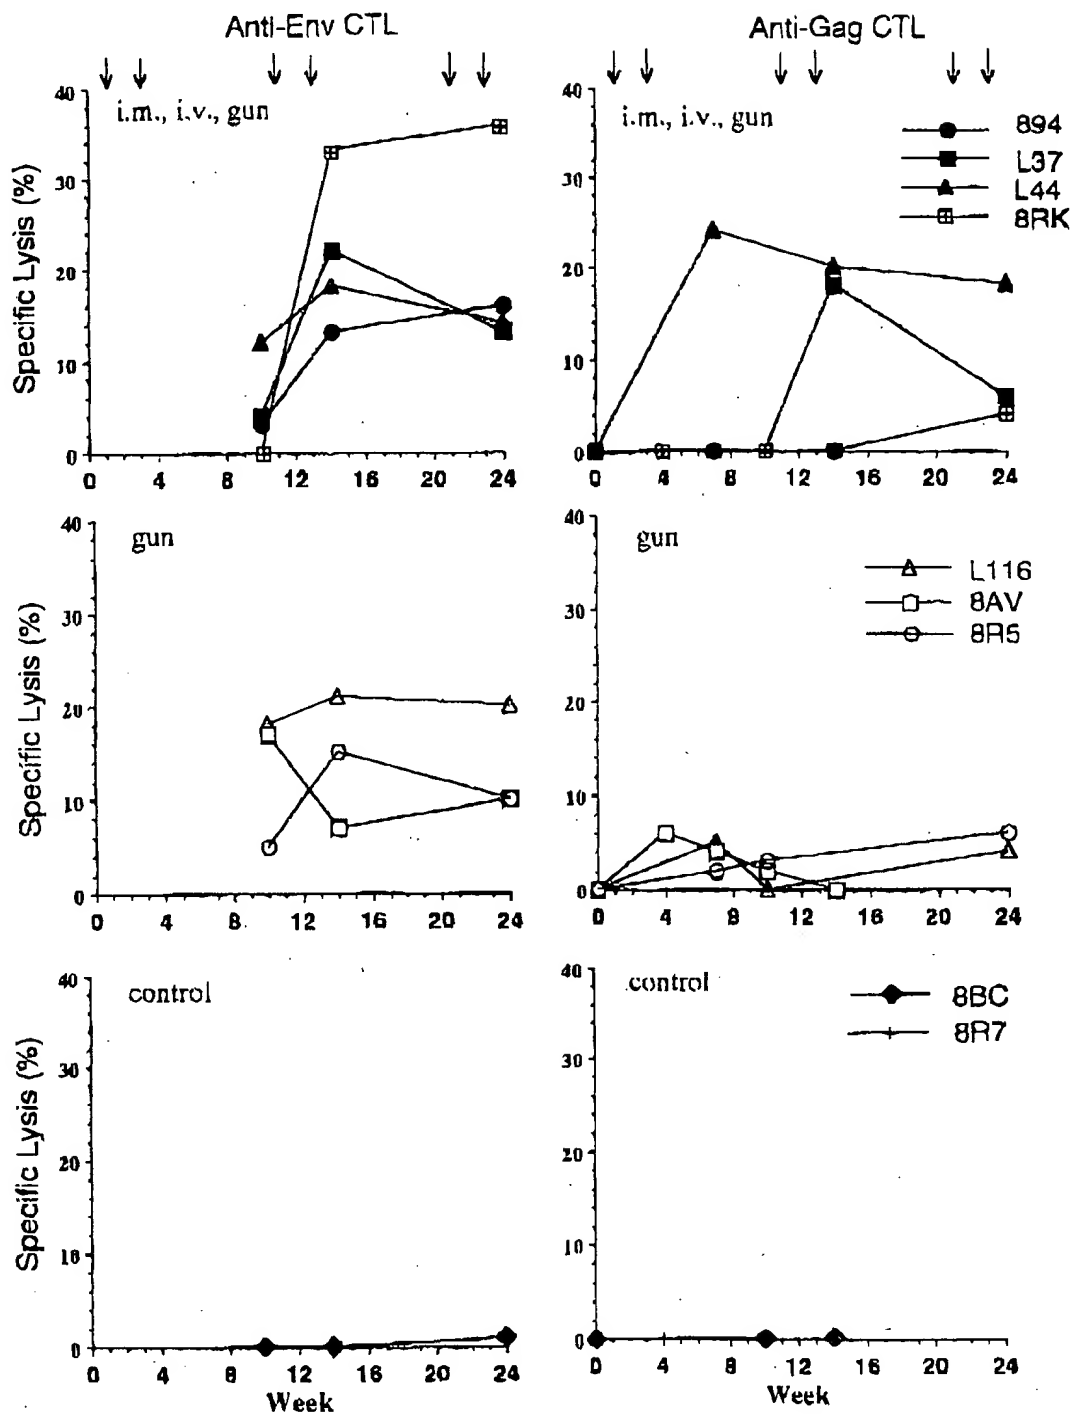 Anti-Env CTL
Anti-Gag CTL
40
30
20
10
0
Specific Lysis (%)
i.m., i.v., gun
0 4 8 12 16 20 24
40
30
20
10
0
i.m., i.v., gun
894
L37
L44
8RK
0 4 8 12 16 20 24
40
30
20
10
0
Specific Lysis (%)
gun
0 4 8 12 16 20 24
40
30
20
10
0
gun
L116
8AV
8R5
0 4 8 12 16 20 24
40
30
20
10
0
Specific Lysis (%)
control
0 4 8 12 16 20 24
Week
40
30
20
10
0
control
8BC
8R7
0 4 8 12 16 20 24
Week